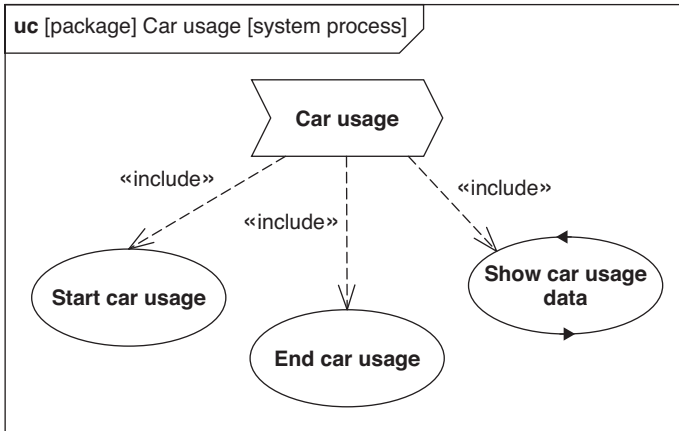 uc [package] Car usage [system process]
Car usage
«include»
«include»
«include»
Start car usage
Show car usage
data
End car usage